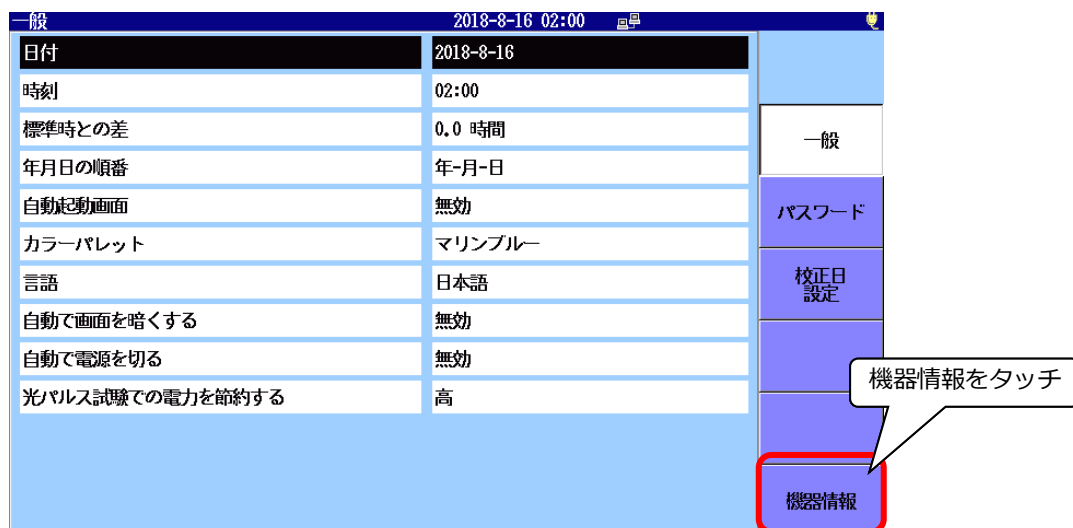 一般 2018-8-16 02:00
日付 2018-8-16
時刻 02:00
標準時との差 0.0 時間
年月日の順番 年-月-日
自動起動画面 無効
カラーパレット マリンブルー
言語 日本語
自動で画面を暗くする 無効
自動で電源を切る 無効
光パルス試験での電力を節約する 高
一般
パスワード
校正日
設定
機器情報をタッチ
機器情報